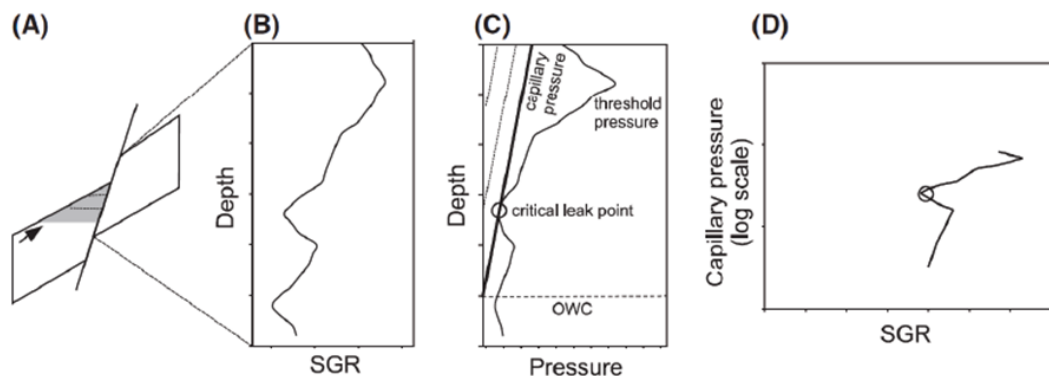 (A)
(B)
(C)
(D)
Depth
SGR
Depth
capillary
pressure
threshold
pressure
critical leak point
OWC
Pressure
Capillary pressure
(log scale)
SGR